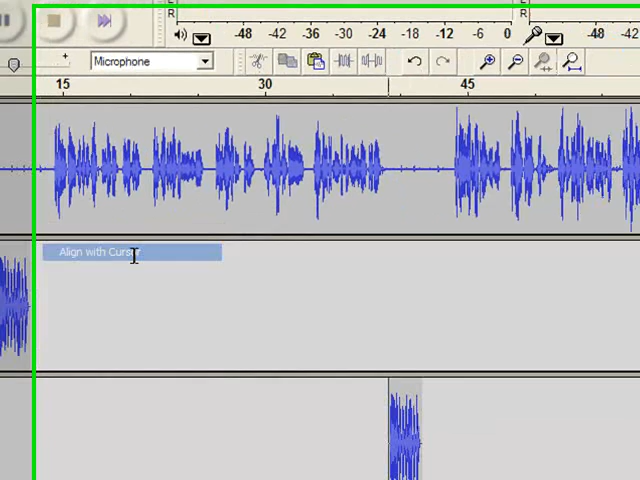 R
L
R
-48 -42 -36 -30 -24 -18 -12 -6 0
-48 -42
Microphone
15 30 45
Align with Cursor